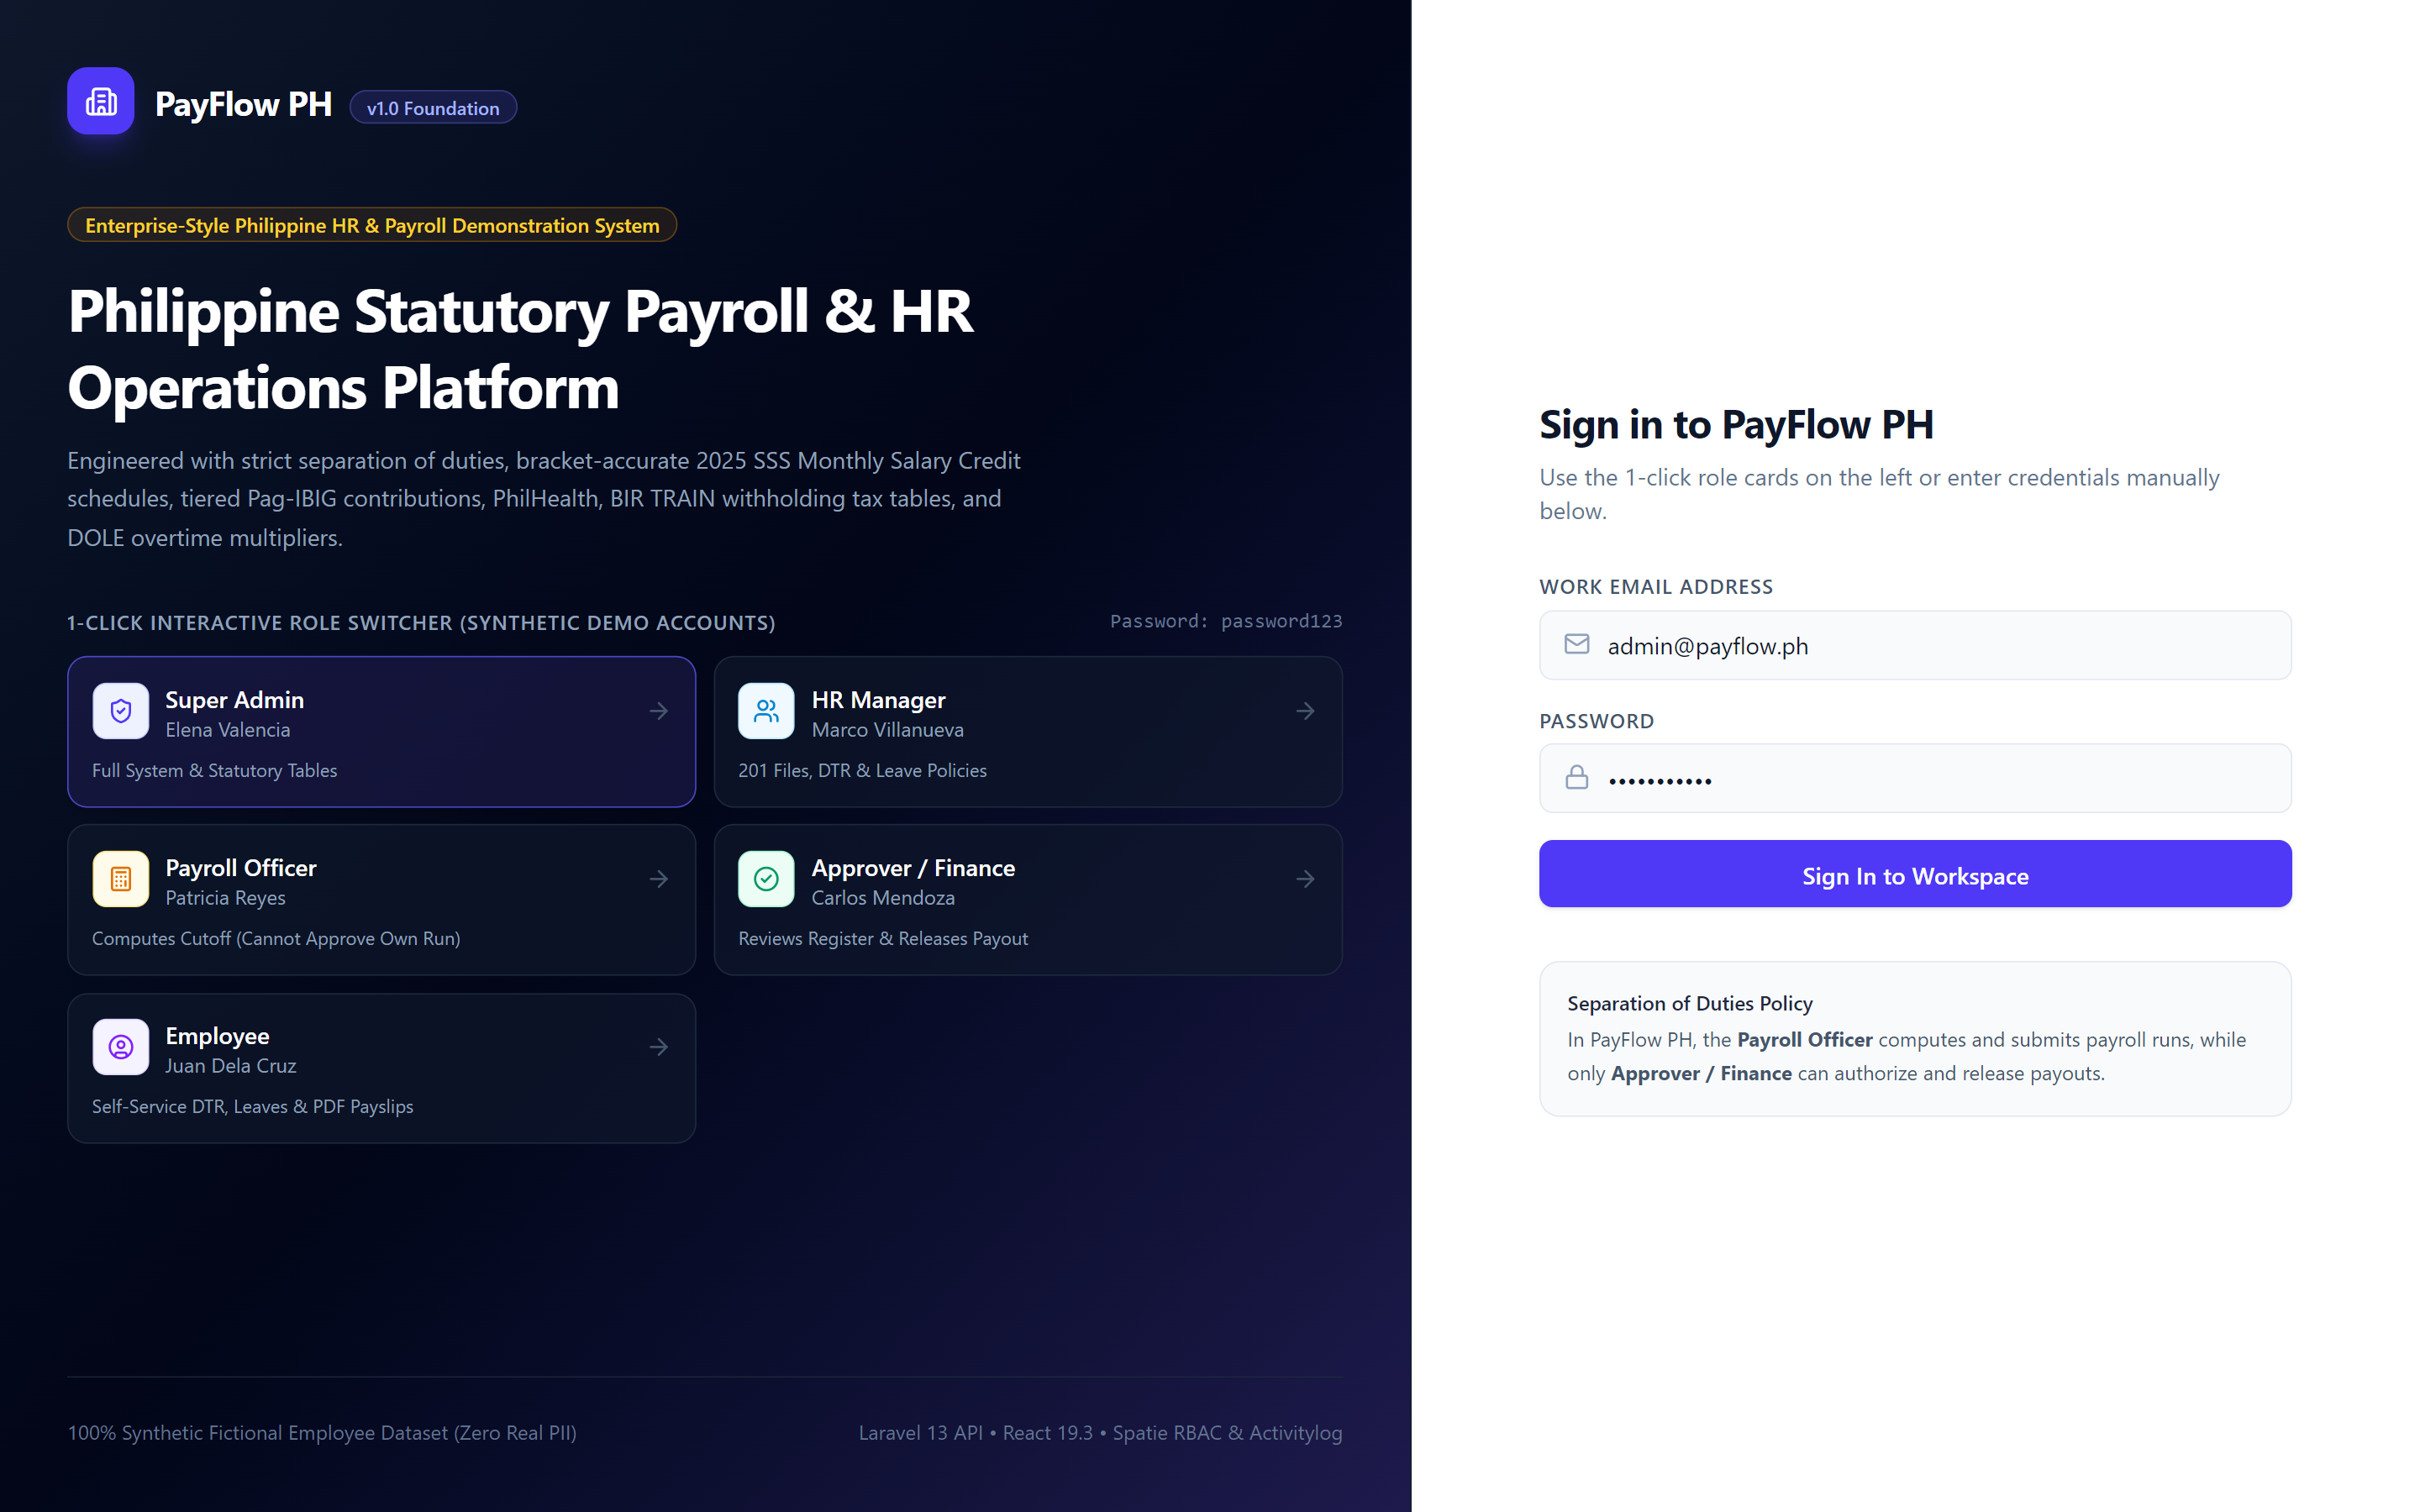 PayFlow PH
v1.0 Foundation
Enterprise-Style Philippine HR & Payroll Demonstration System
Philippine Statutory Payroll & HR
Operations Platform
Engineered with strict separation of duties, bracket-accurate 2025 SSS Monthly Salary Credit
schedules, tiered Pag-IBIG contributions, PhilHealth, BIR TRAIN withholding tax tables, and
DOLE overtime multipliers.
1-CLICK INTERACTIVE ROLE SWITCHER (SYNTHETIC DEMO ACCOUNTS)
Password: password123
Super Admin
Elena Valencia
Full System & Statutory Tables
HR Manager
Marco Villanueva
201 Files, DTR & Leave Policies
Payroll Officer
Patricia Reyes
Computes Cutoff (Cannot Approve Own Run)
Approver / Finance
Carlos Mendoza
Reviews Register & Releases Payout
Employee
Juan Dela Cruz
Self-Service DTR, Leaves & PDF Payslips
100% Synthetic Fictional Employee Dataset (Zero Real PII)
Laravel 13 API • React 19.3 • Spatie RBAC & Activitylog
Sign in to PayFlow PH
Use the 1-click role cards on the left or enter credentials manually
below.
WORK EMAIL ADDRESS
admin@payflow.ph
PASSWORD
•••••••••••
Sign In to Workspace
Separation of Duties Policy
In PayFlow PH, the Payroll Officer computes and submits payroll runs, while
only Approver / Finance can authorize and release payouts.